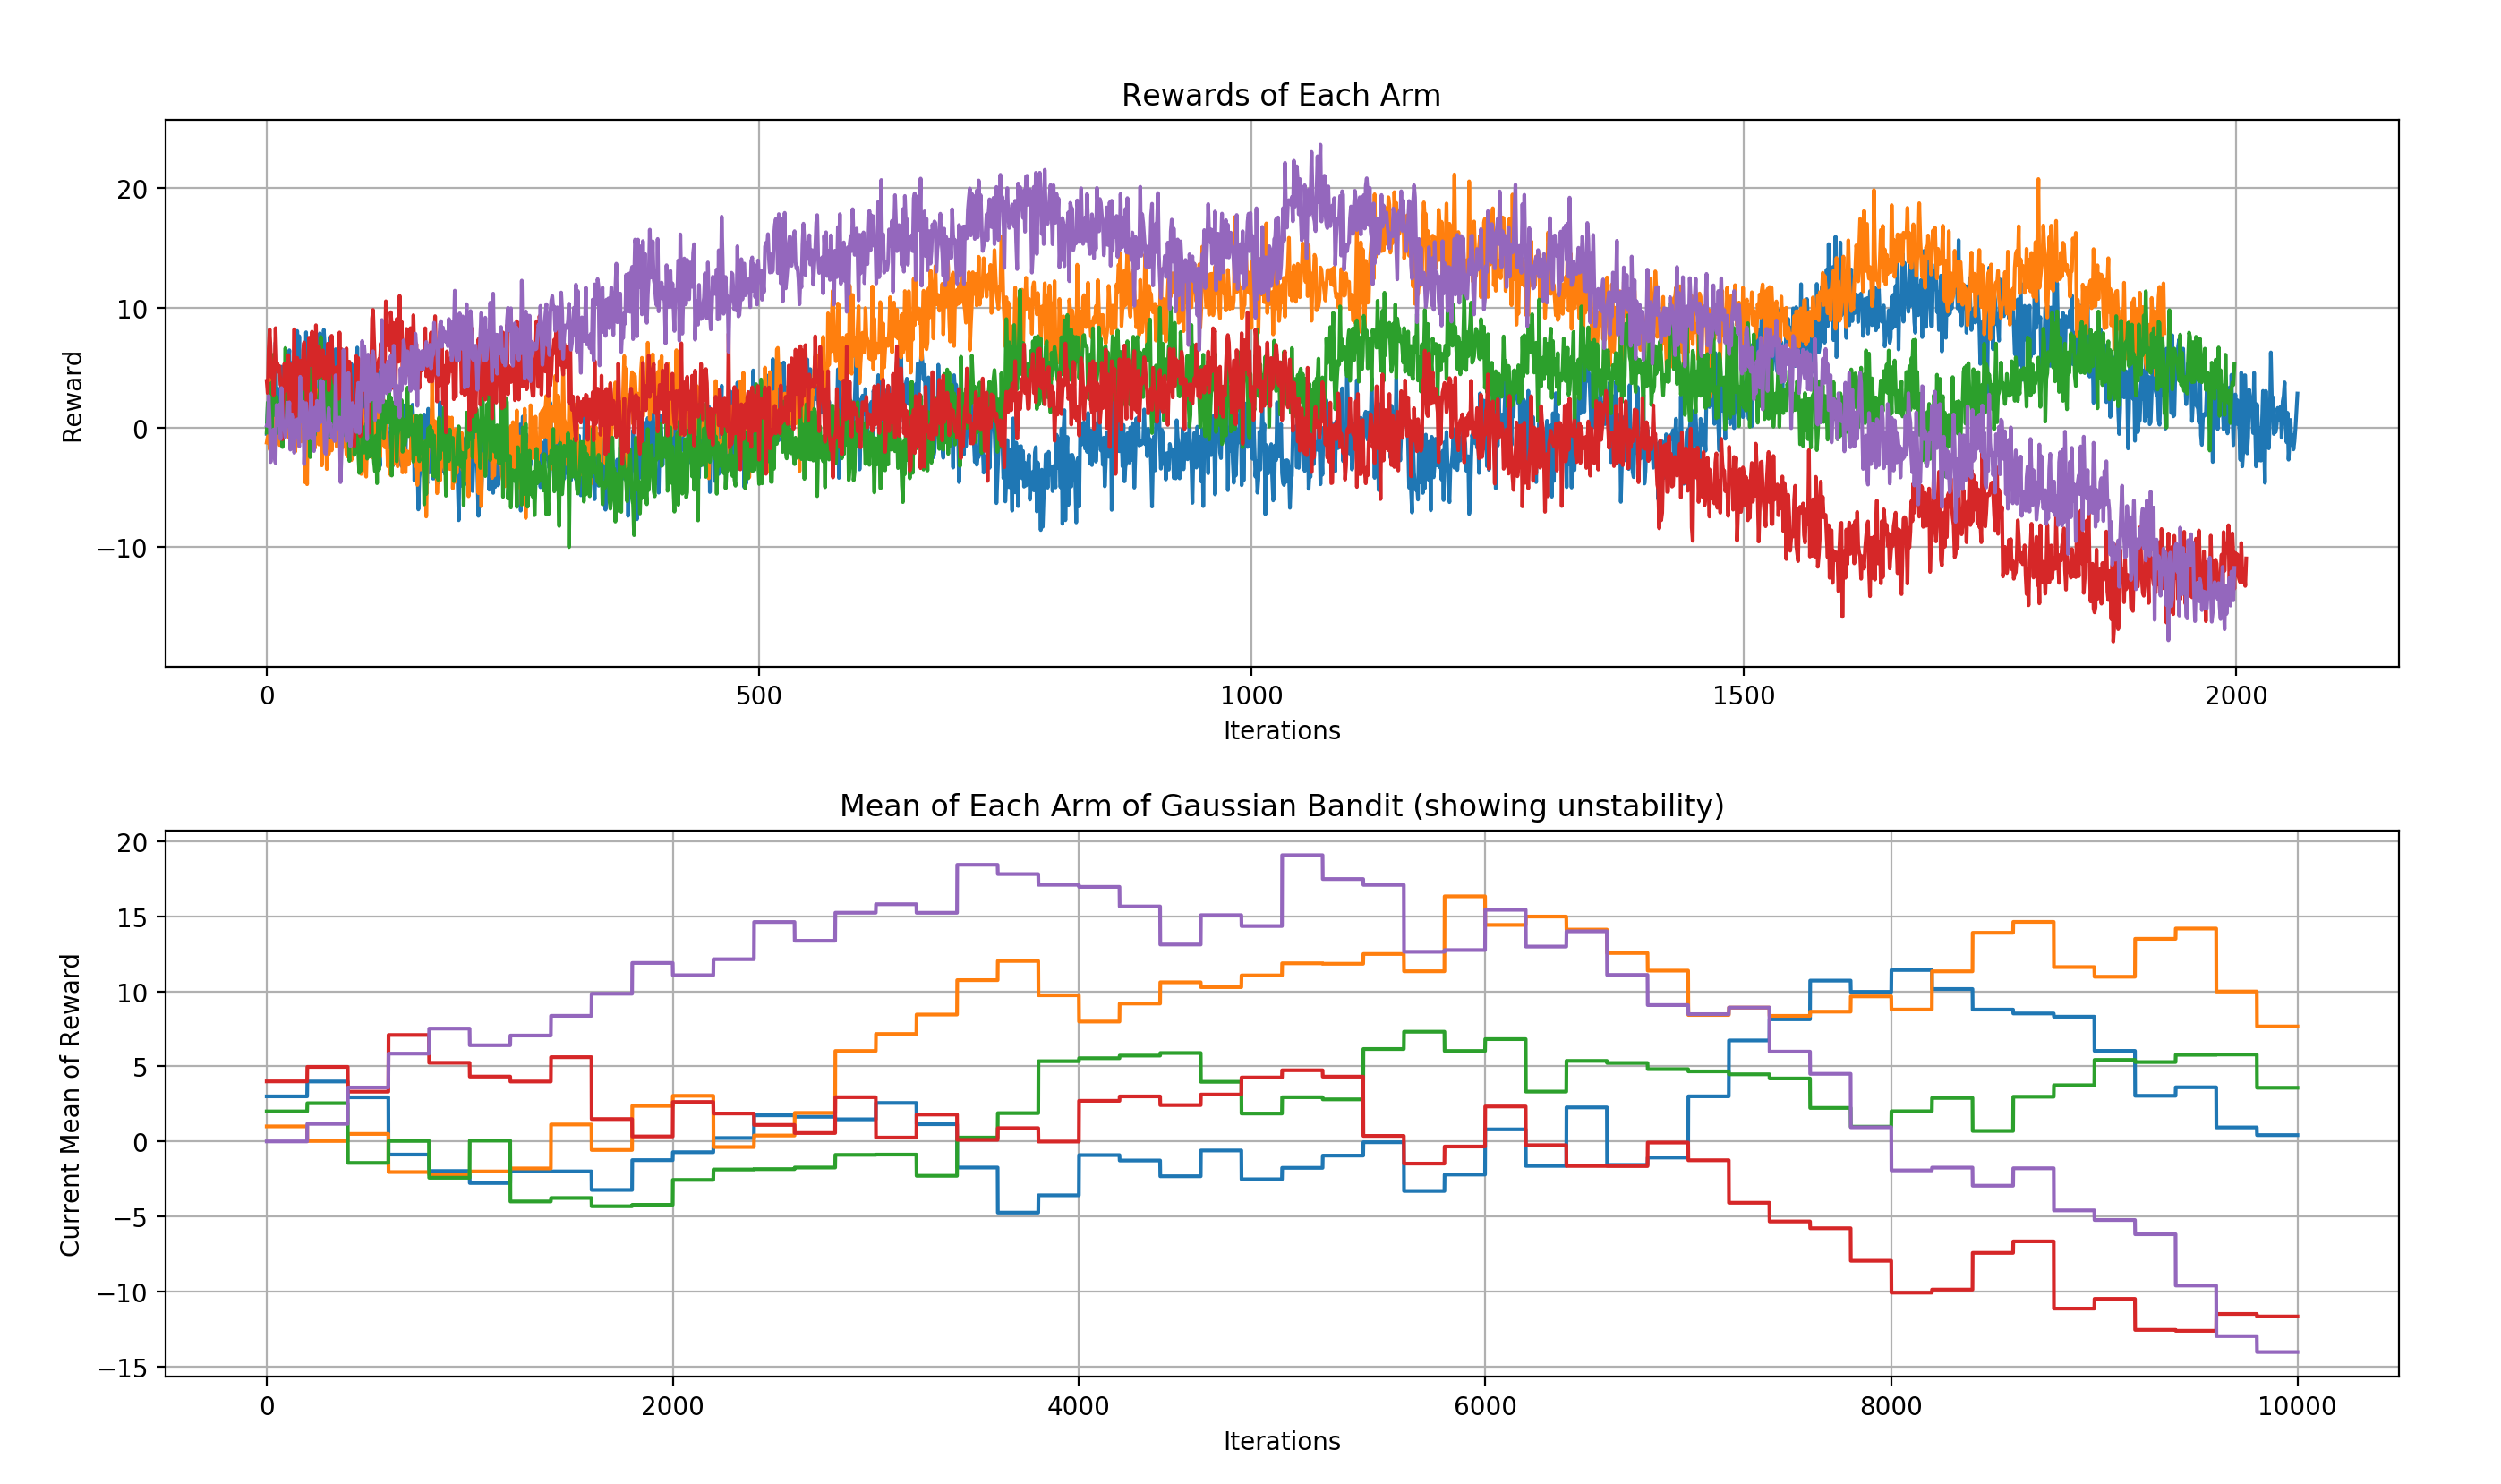 Rewards of Each Arm
Reward
20
10
0
−10
0 500 1000 1500 2000
Iterations
Mean of Each Arm of Gaussian Bandit (showing unstability)
Current Mean of Reward
20
15
10
5
0
−5
−10
−15
0 2000 4000 6000 8000 10000
Iterations